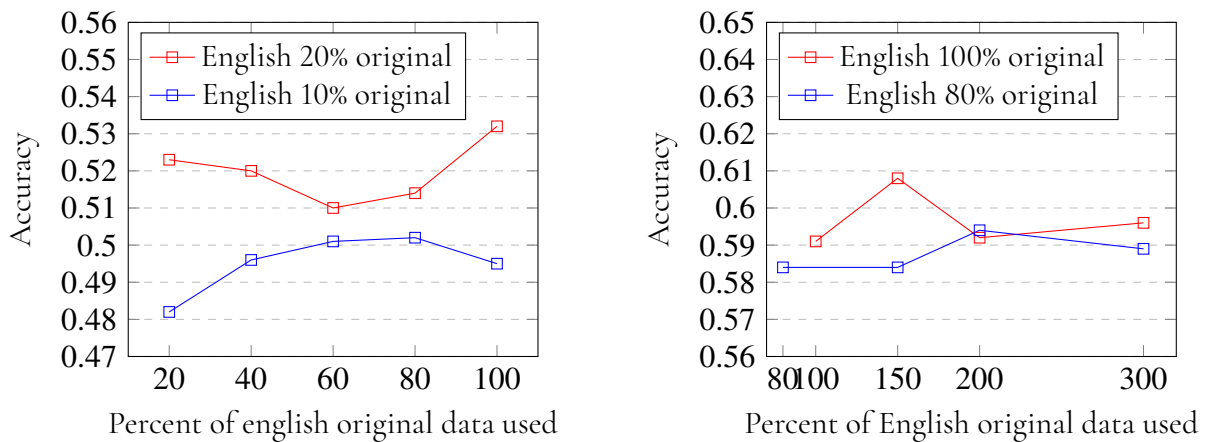 0.56
0.55
0.54
0.53
0.52
0.51
0.5
0.49
0.48
0.47
Accuracy
English 20% original
English 10% original
20 40 60 80 100
Percent of english original data used
0.65
0.64
0.63
0.62
0.61
0.6
0.59
0.58
0.57
0.56
Accuracy
English 100% original
English 80% original
80 100 150 200 300
Percent of English original data used